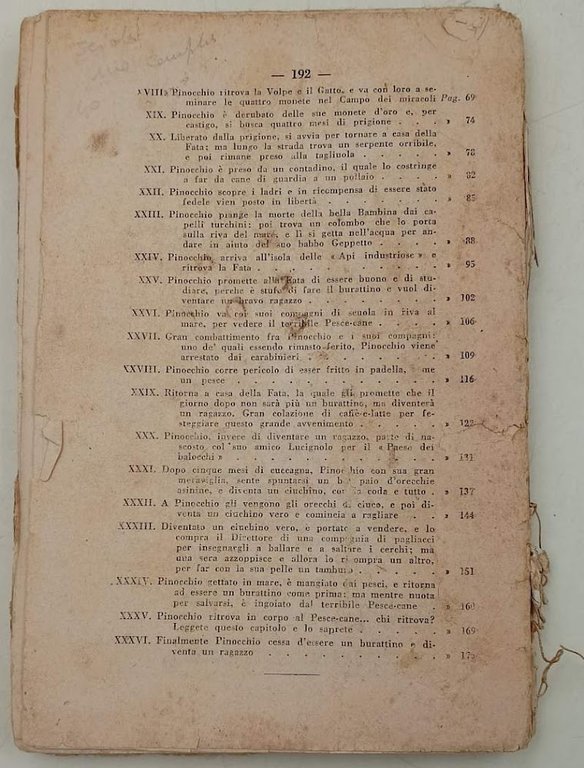 — 192 —
XVIII. Pinocchio ritrova la Volpe e il Gatto, e va con loro a se-
minare le quattro monete nel Campo dei miracoli Pag. 69
XIX. Pinocchio è derubato delle sue monete d'oro e, per
castigo, si busca quattro mesi di prigione . . . . » 74
XX. Liberato dalla prigione, si avvia per tornare a casa della
Fata; ma lungo la strada trova un serpente orribile,
e poi rimane preso alla tagliuola . . . . . . . » 78
XXI. Pinocchio è preso da un contadino, il quale lo costringe
a far da cane di guardia a un pollaio . . . . . » 82
XXII. Pinocchio scopre i ladri e in ricompensa di essere stato
fedele vien posto in libertà . . . . . . . . » 85
XXIII. Pinocchio piange la morte della bella Bambina dai ca-
pelli turchini: poi trova un colombo che lo porta
sulla riva del mare, e lì si getta nell'acqua per an-
dare in aiuto del suo babbo Geppetto . . . . . » 88
XXIV. Pinocchio arriva all'isola delle « Api industriose » e
ritrova la Fata . . . . . . . . . . . » 95
XXV. Pinocchio promette alla Fata di essere buono e di stu-
diare, perchè è stufo di fare il burattino e vuol di-
ventare un bravo ragazzo . . . . . . . . » 102
XXVI. Pinocchio va coi suoi compagni di scuola in riva al
mare, per vedere il terribile Pesce-cane . . . . . » 106
XXVII. Gran combattimento fra Pinocchio e i suoi compagni;
uno de' quali essendo rimasto ferito, Pinocchio viene
arrestato dai carabinieri . . . . . . . . » 109
XXVIII. Pinocchio corre pericolo di esser fritto in padella, me
un pesce . . . . . . . . . . . . » 116
XXIX. Ritorna a casa della Fata, la quale gli promette che il
giorno dopo non sarà più un burattino, ma diventerà
un ragazzo. Gran colazione di caffè-e-latte per fe-
steggiare questo grande avvenimento . . . . . »
XXX. Pinocchio, invece di diventare un ragazzo, parte di na-
scosto col suo amico Lucignolo per il « Paese dei
balocchi » . . . . . . . . . . . . » 131
XXXI. Dopo cinque mesi di cuccagna, Pinocchio con sua gran
meraviglia, sente spuntarsi un bel paio d'orecchie
asinine, e diventa un ciuchino, con la coda e tutto . » 137
XXXII. A Pinocchio gli vengono gli orecchi di ciuco, e poi di-
venta un ciuchino vero e comincia a ragliare . . . » 144
XXXIII. Diventato un ciuchino vero, è portato a vendere, e lo
compra il Direttore di una compagnia di pagliacci
per insegnargli a ballare e a saltare i cerchi; ma
una sera azzoppisce e allora lo ricompra un altro,
per far con la sua pelle un tamburo . . . . . » 151
XXXIV. Pinocchio gettato in mare, è mangiato dai pesci, e ritorna
ad essere un burattino come prima; ma mentre nuota
per salvarsi, è ingoiato dal terribile Pesce-cane . . » 160
XXXV. Pinocchio ritrova in corpo al Pesce-cane... chi ritrova?
Leggete questo capitolo e lo saprete . . . . . » 169
XXXVI. Finalmente Pinocchio cessa d'essere un burattino e di-
venta un ragazzo . . . . . . . . . . »